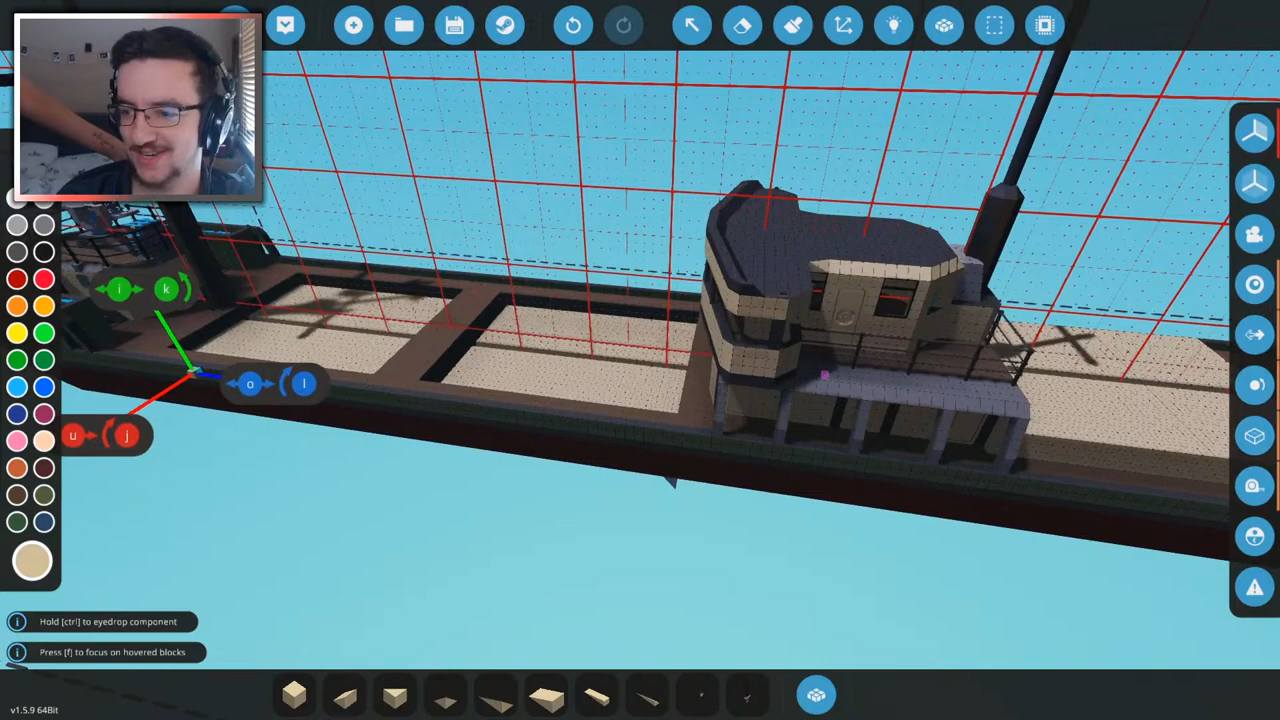 i k
o l
u j
Hold [ctrl] to eyedrop component
Press [f] to focus on hovered blocks
v1.5.9 64Bit